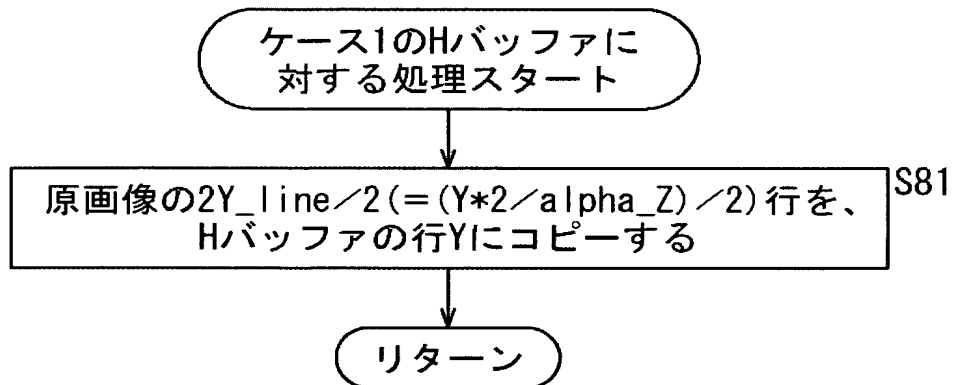 ケース1のHバッファに
対する処理スタート
原画像の2Y_line/2(=(Y*2/alpha_Z)/2)行を、
Hバッファの行Yにコピーする
S81
リターン